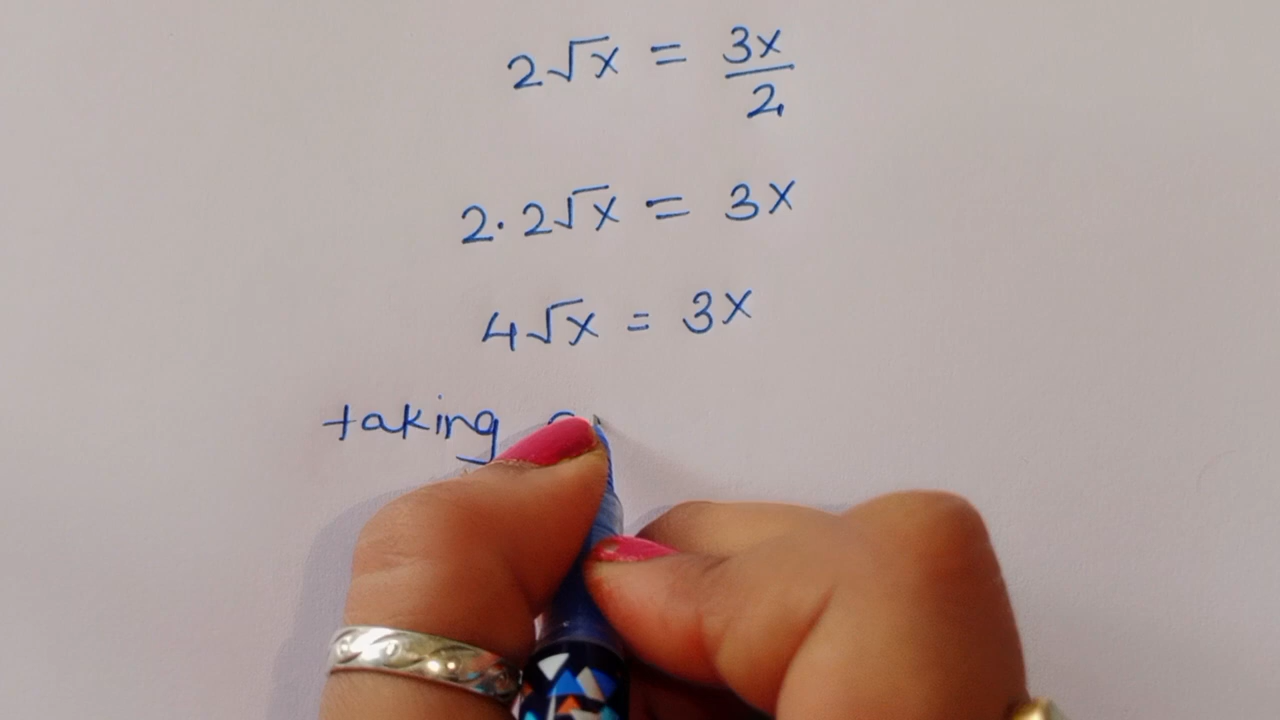 2√x = 3x/2
2·2√x = 3x
4√x = 3x
taking